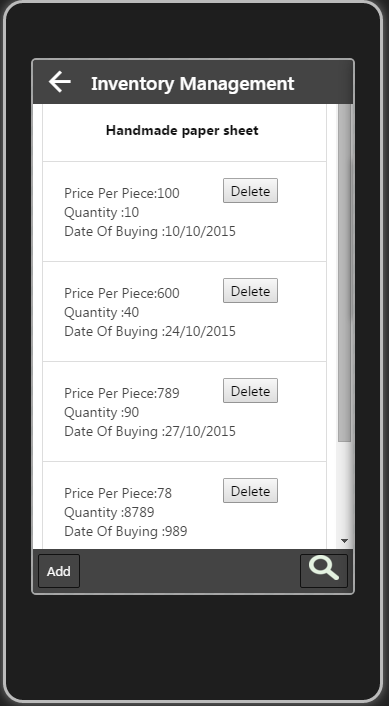 Inventory Management
Handmade paper sheet
Price Per Piece:100 Delete
Quantity :10
Date Of Buying :10/10/2015
Price Per Piece:600 Delete
Quantity :40
Date Of Buying :24/10/2015
Price Per Piece:789 Delete
Quantity :90
Date Of Buying :27/10/2015
Price Per Piece:78 Delete
Quantity :8789
Date Of Buying :989
Add